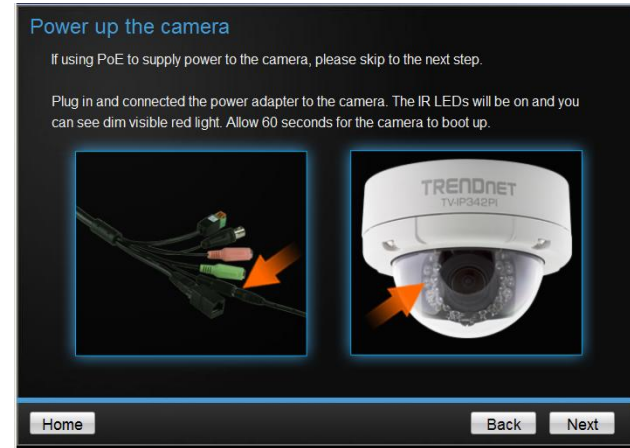 Power up the camera
If using PoE to supply power to the camera, please skip to the next step.
Plug in and connected the power adapter to the camera. The IR LEDs will be on and you
can see dim visible red light. Allow 60 seconds for the camera to boot up.
TRENDnet
TV-IP342PI
Home
Back
Next